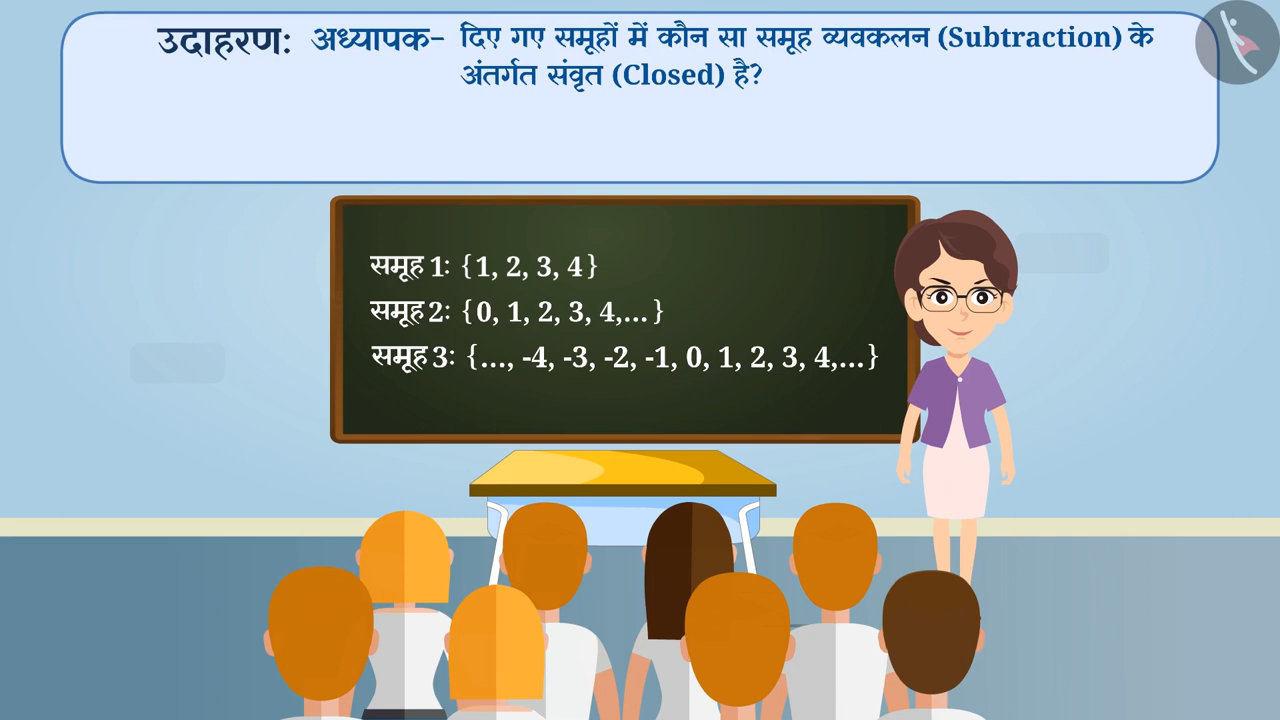 उदाहरण: अध्यापक- दिए गए समूहों में कौन सा समूह व्यवकलन (Subtraction) के
अंतर्गत संवृत (Closed) है?
समूह 1: {1, 2, 3, 4}
समूह 2: {0, 1, 2, 3, 4,...}
समूह 3: {..., -4, -3, -2, -1, 0, 1, 2, 3, 4,...}